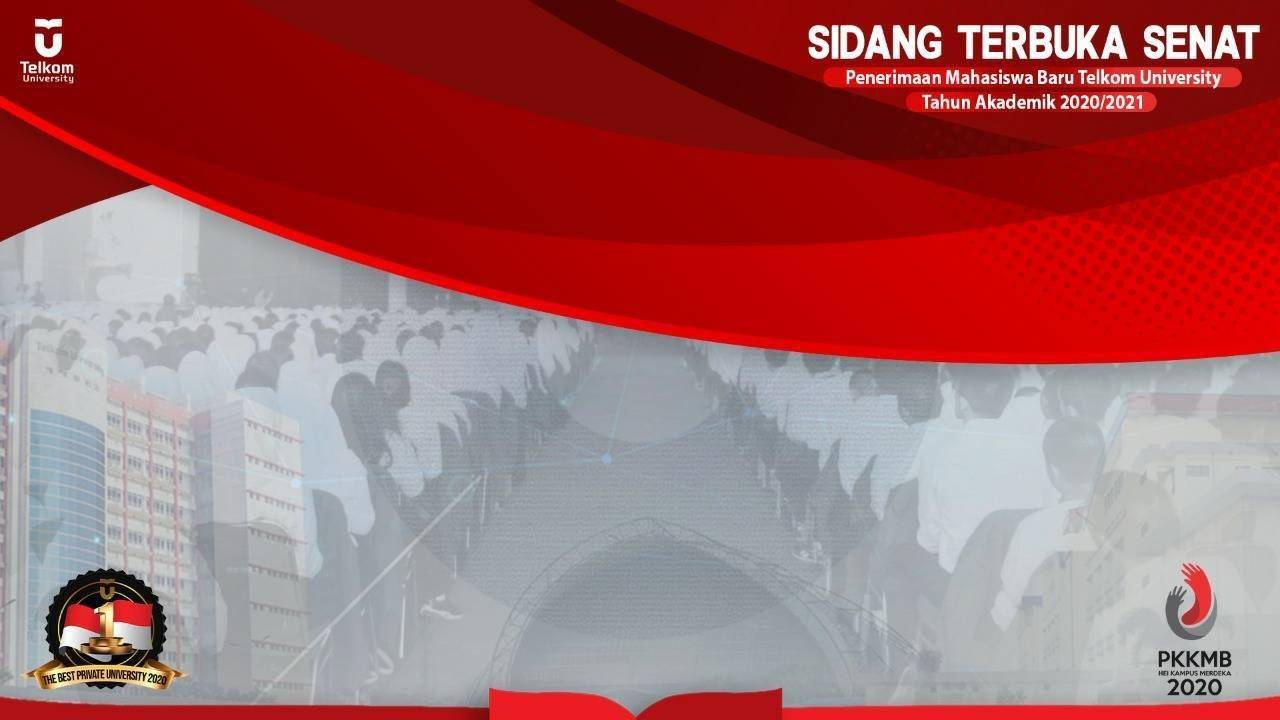 Telkom
University
SIDANG TERBUKA SENAT
Penerimaan Mahasiswa Baru Telkom University
Tahun Akademik 2020/2021
1
THE BEST PRIVATE UNIVERSITY 2020
PKKMB
HEI KAMPUS MERDEKA
2020